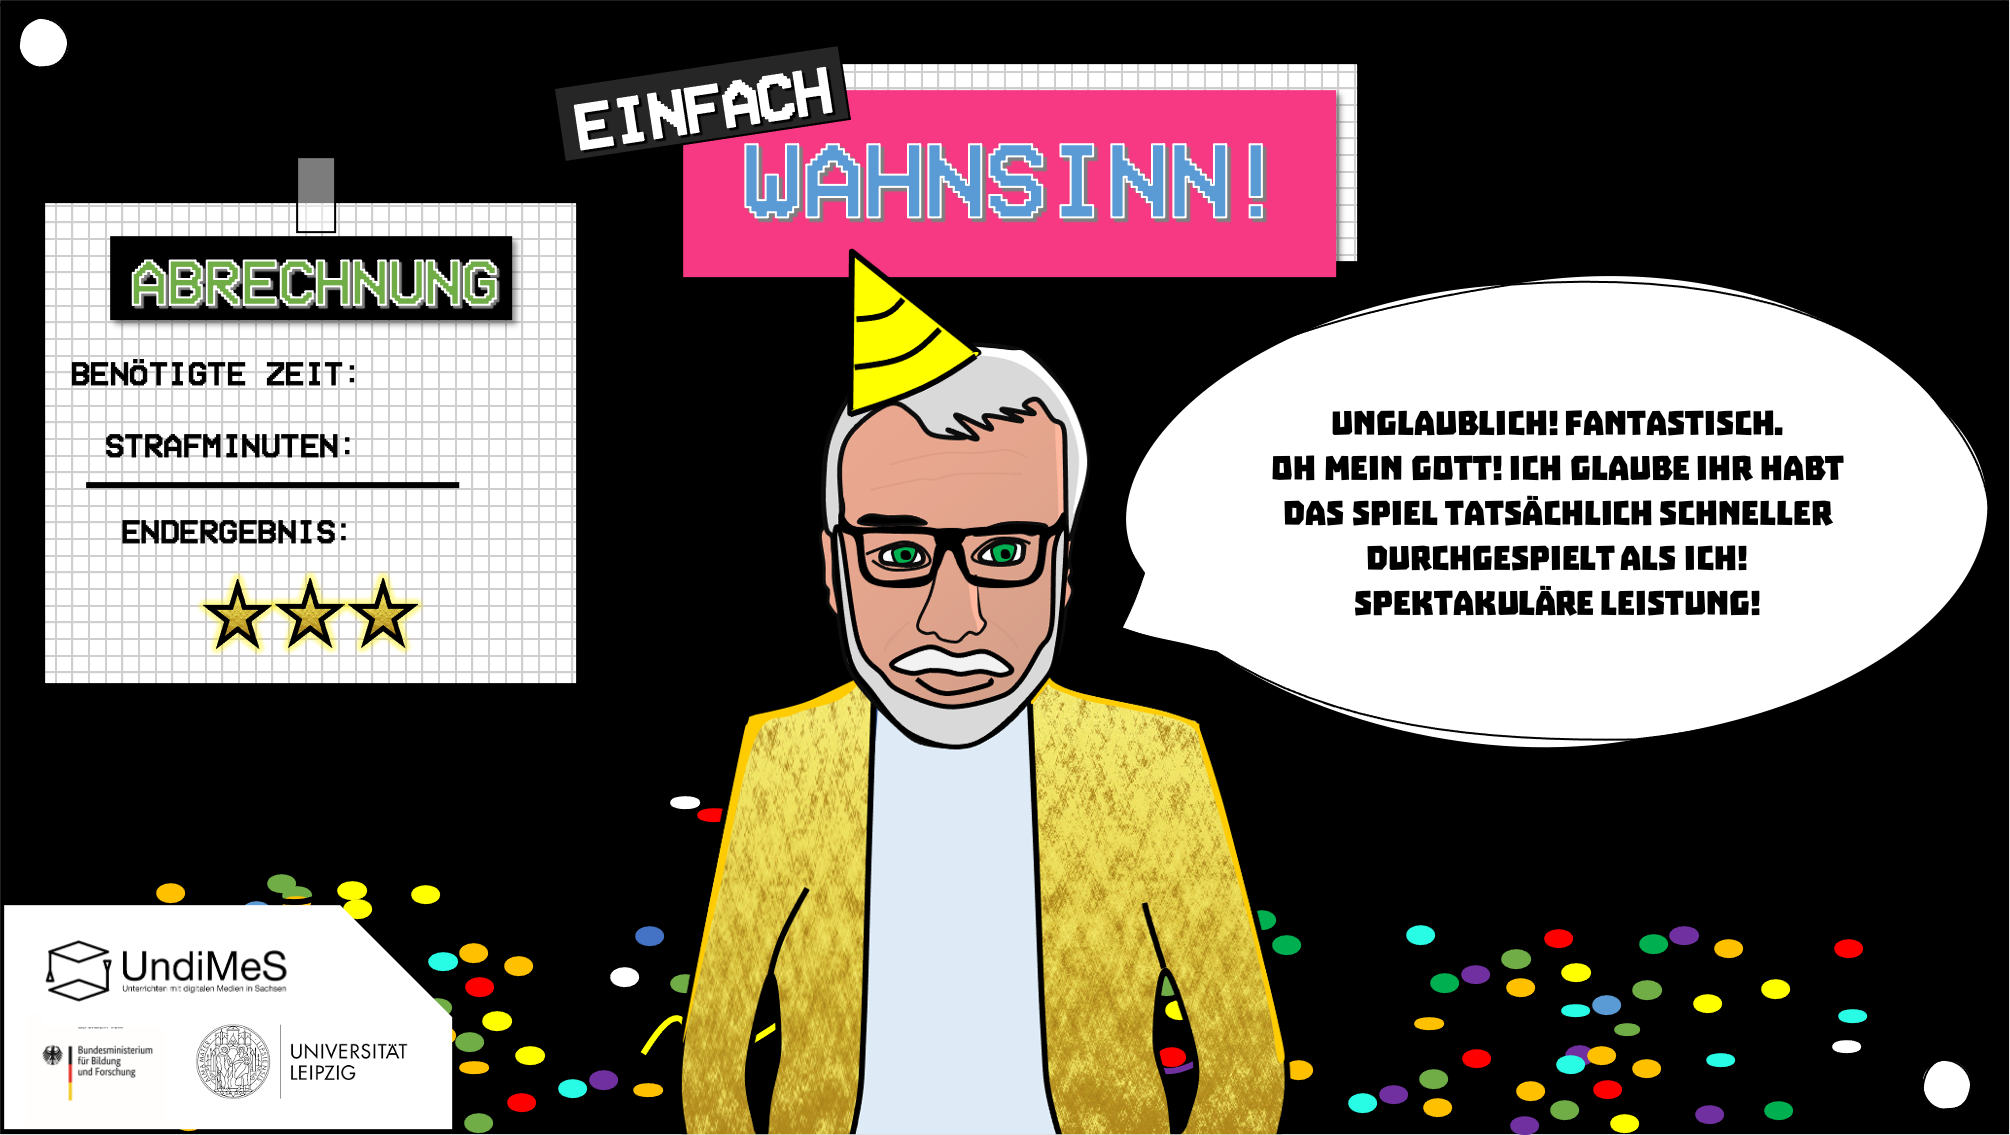 EINFACH
WAHNSINN!
ABRECHNUNG
BENÖTIGTE ZEIT:
STRAFMINUTEN:
ENDERGEBNIS:
UNGLAUBLICH! FANTASTISCH.
OH MEIN GOTT! ICH GLAUBE IHR HABT
DAS SPIEL TATSÄCHLICH SCHNELLER
DURCHGESPIELT ALS ICH!
SPEKTAKULÄRE LEISTUNG!
UndiMeS
Unterrichten mit digitalen Medien in Sachsen
Bundesministerium
für Bildung
und Forschung
UNIVERSITÄT
LEIPZIG